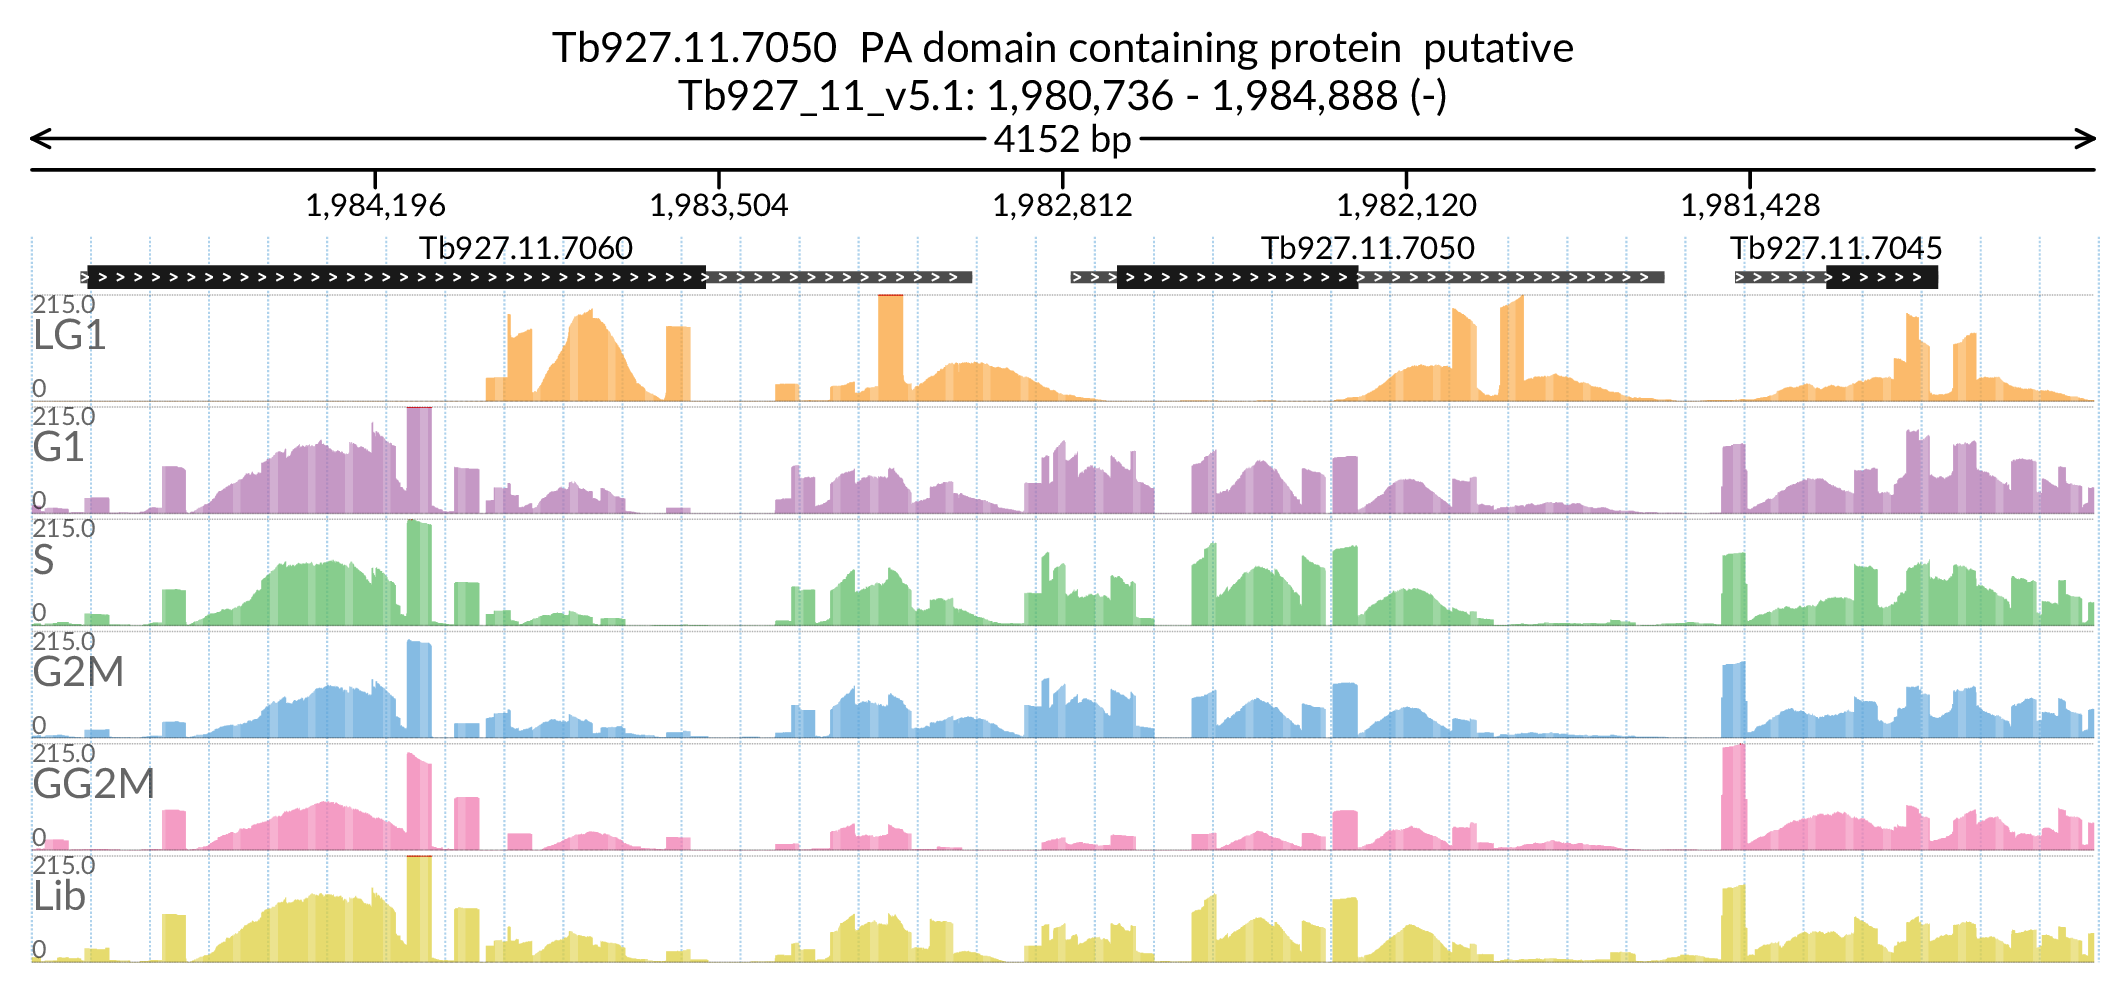 Tb927.11.7050 PA domain containing protein putative
Tb927_11_v5.1: 1,980,736 - 1,984,888 (-)
4152 bp
1,984,196 1,983,504 1,982,812 1,982,120 1,981,428
Tb927.11.7060 Tb927.11.7050 Tb927.11.7045
215.0
LG1
0
215.0
G1
0
215.0
S
0
215.0
G2M
0
215.0
GG2M
0
215.0
Lib
0